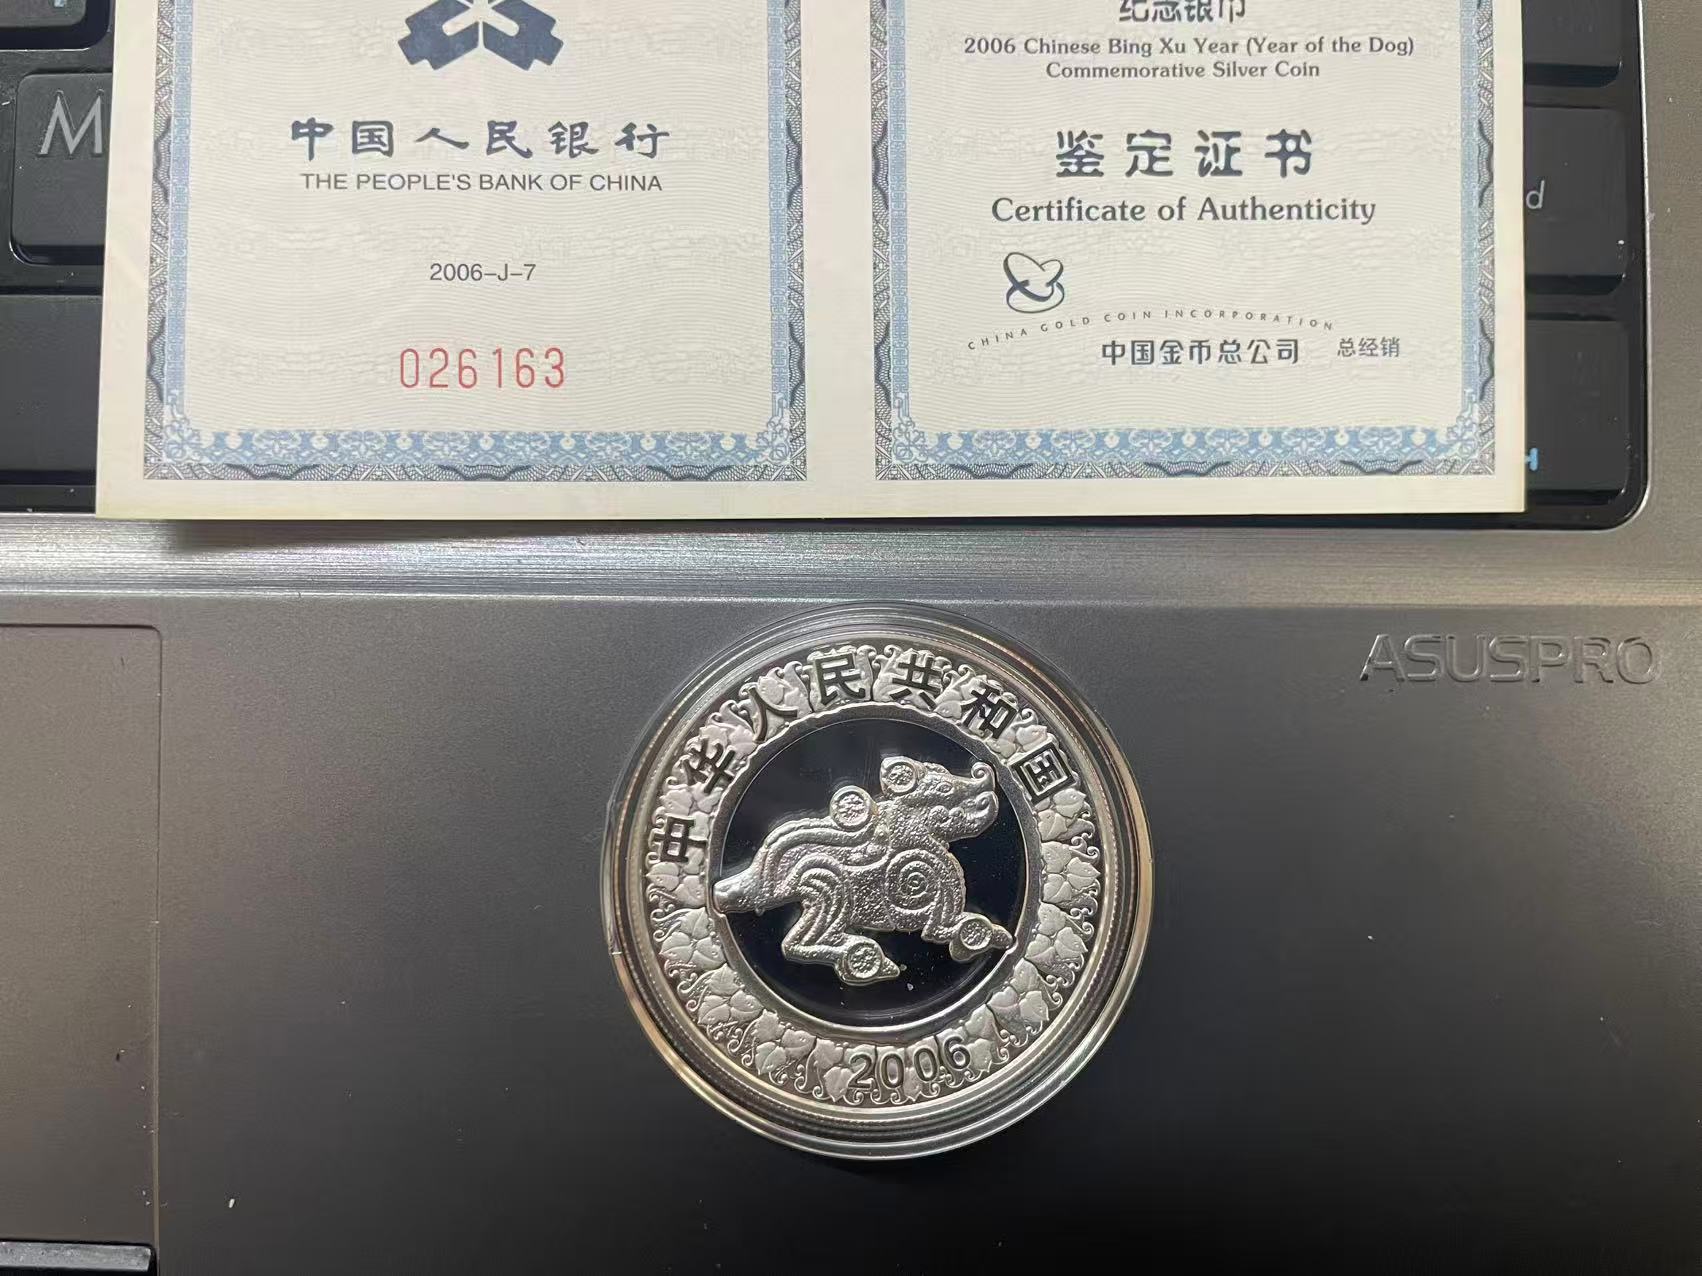 中国人民银行
THE PEOPLE'S BANK OF CHINA
2006-J-7
026163
纪念银币
2006 Chinese Bing Xu Year (Year of the Dog)
Commemorative Silver Coin
鉴定证书
Certificate of Authenticity
CHINA GOLD COIN INCORPORATION
中国金币总公司 总经销
M
d
H
ASUSPRO
中华人民共和国
2006